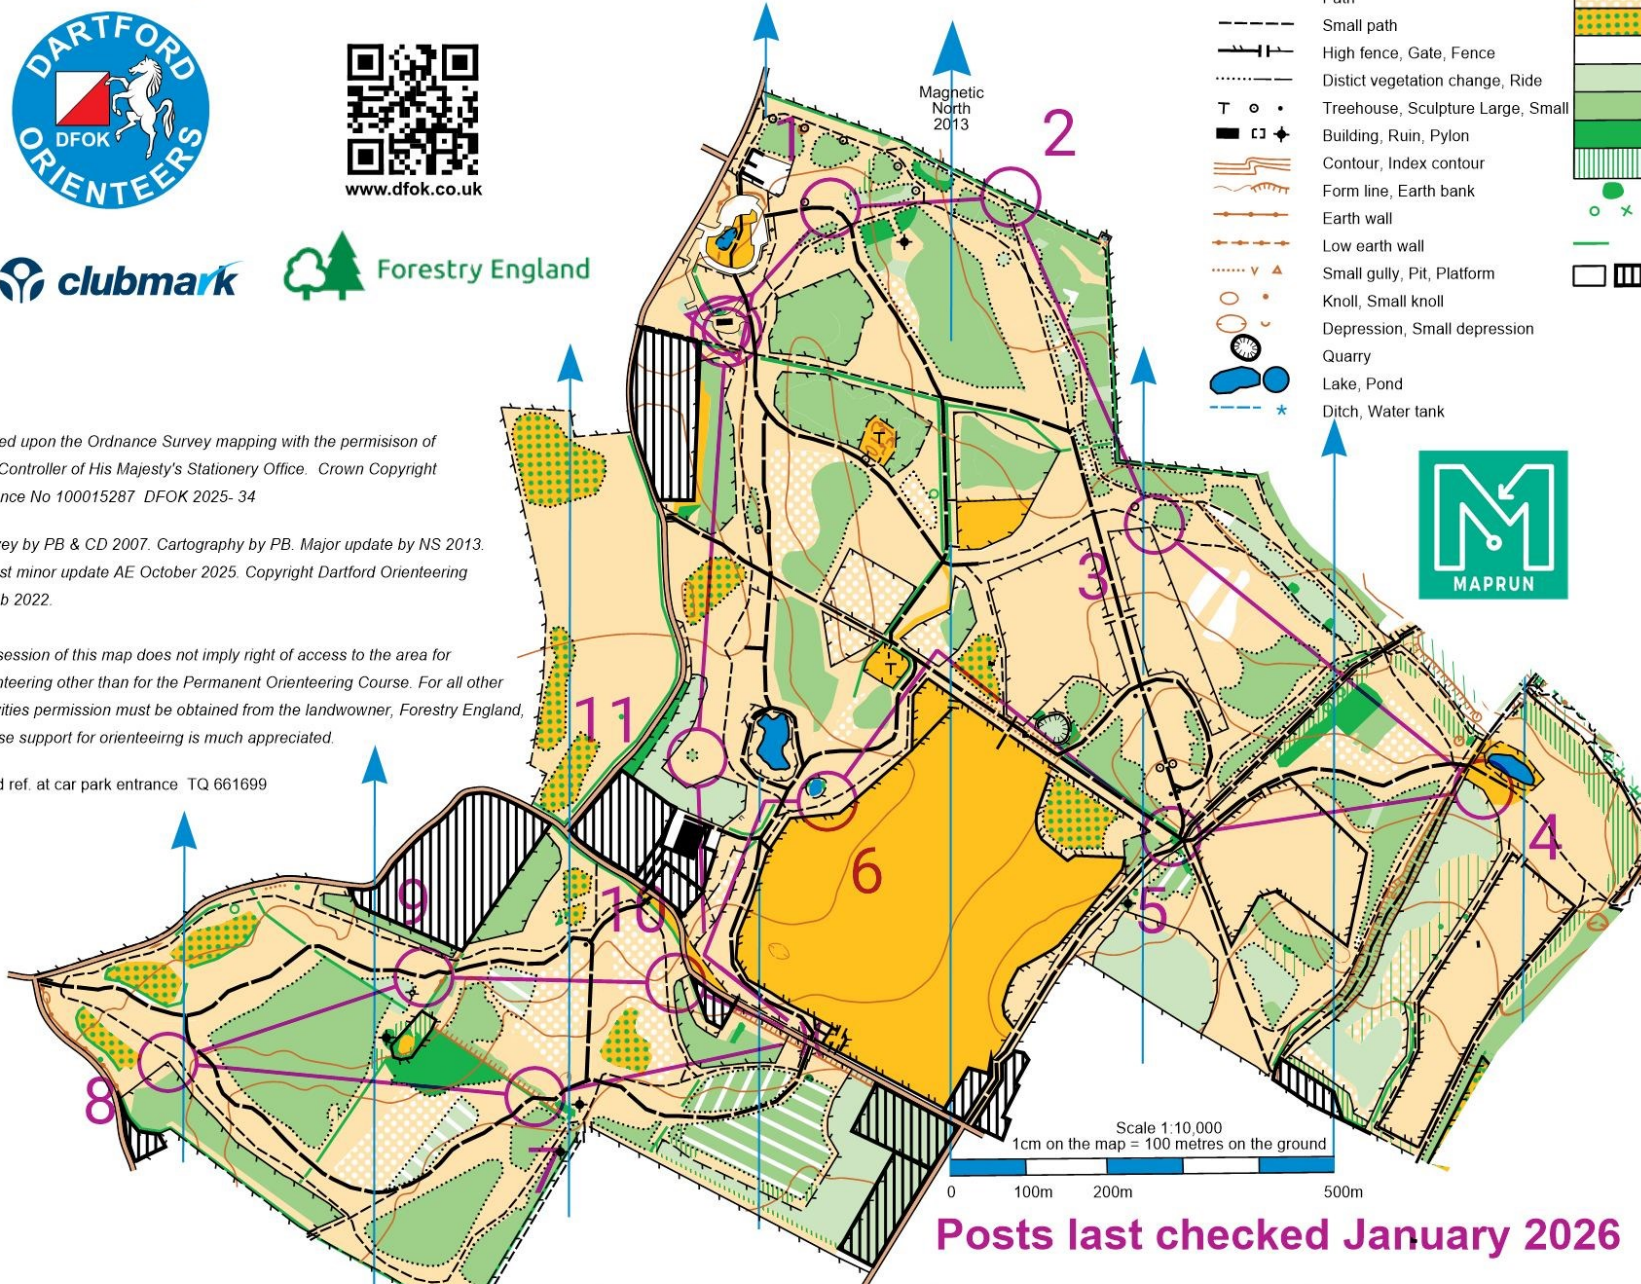 DARTFORD
DFOK
ORIENTEERS
www.dfok.co.uk
clubmark
Forestry England
ed upon the Ordnance Survey mapping with the permisison of
Controller of His Majesty's Stationery Office. Crown Copyright
nce No 100015287 DFOK 2025- 34
ey by PB & CD 2007. Cartography by PB. Major update by NS 2013.
st minor update AE October 2025. Copyright Dartford Orienteering
b 2022.
session of this map does not imply right of access to the area for
nteering other than for the Permanent Orienteering Course. For all other
ities permission must be obtained from the landwowner, Forestry England,
se support for orienteeirng is much appreciated.
d ref. at car park entrance TQ 661699
Magnetic
North
2013
Path
Small path
High fence, Gate, Fence
Distict vegetation change, Ride
Treehouse, Sculpture Large, Small
Building, Ruin, Pylon
Contour, Index contour
Form line, Earth bank
Earth wall
Low earth wall
Small gully, Pit, Platform
Knoll, Small knoll
Depression, Small depression
Quarry
Lake, Pond
Ditch, Water tank
MAPRUN
1
2
3
4
5
6
7
8
9
10
11
Scale 1:10,000
1cm on the map = 100 metres on the ground
0 100m 200m 500m
Posts last checked January 2026